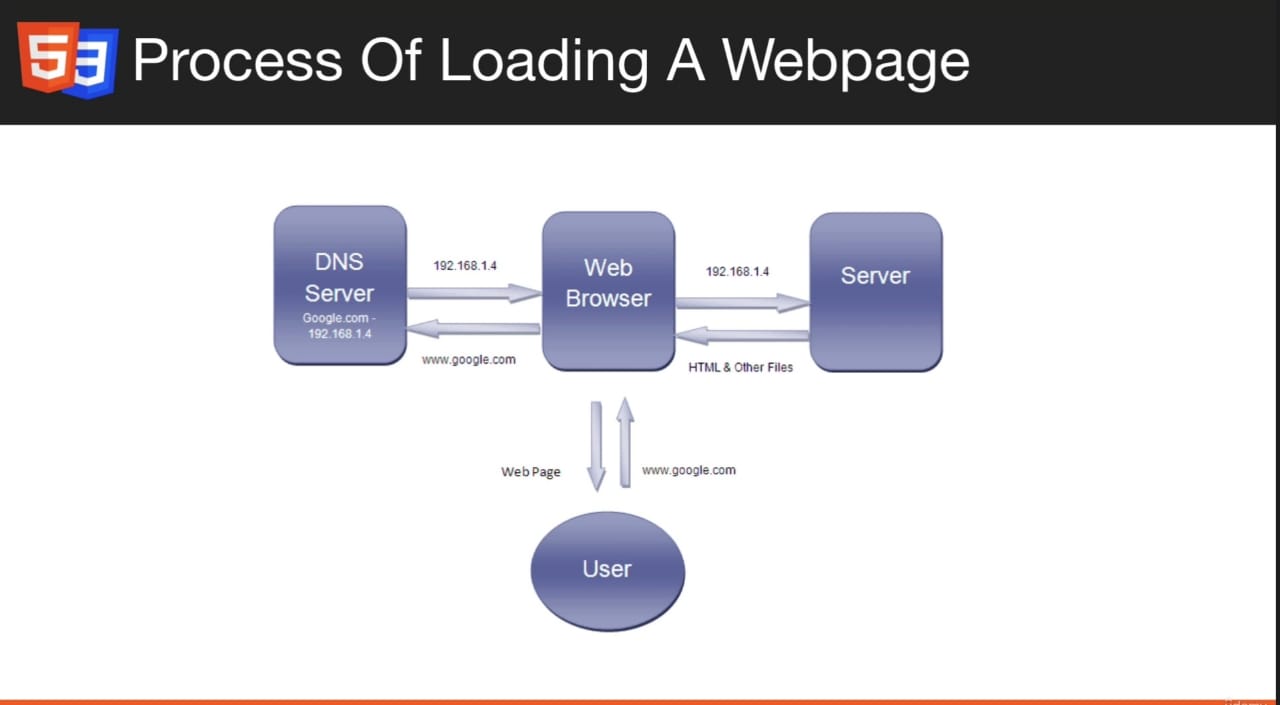 5 3 Process Of Loading A Webpage
DNS
Server
Google.com -
192.168.1.4
192.168.1.4
www.google.com
Web
Browser
192.168.1.4
HTML & Other Files
Server
Web Page
www.google.com
User